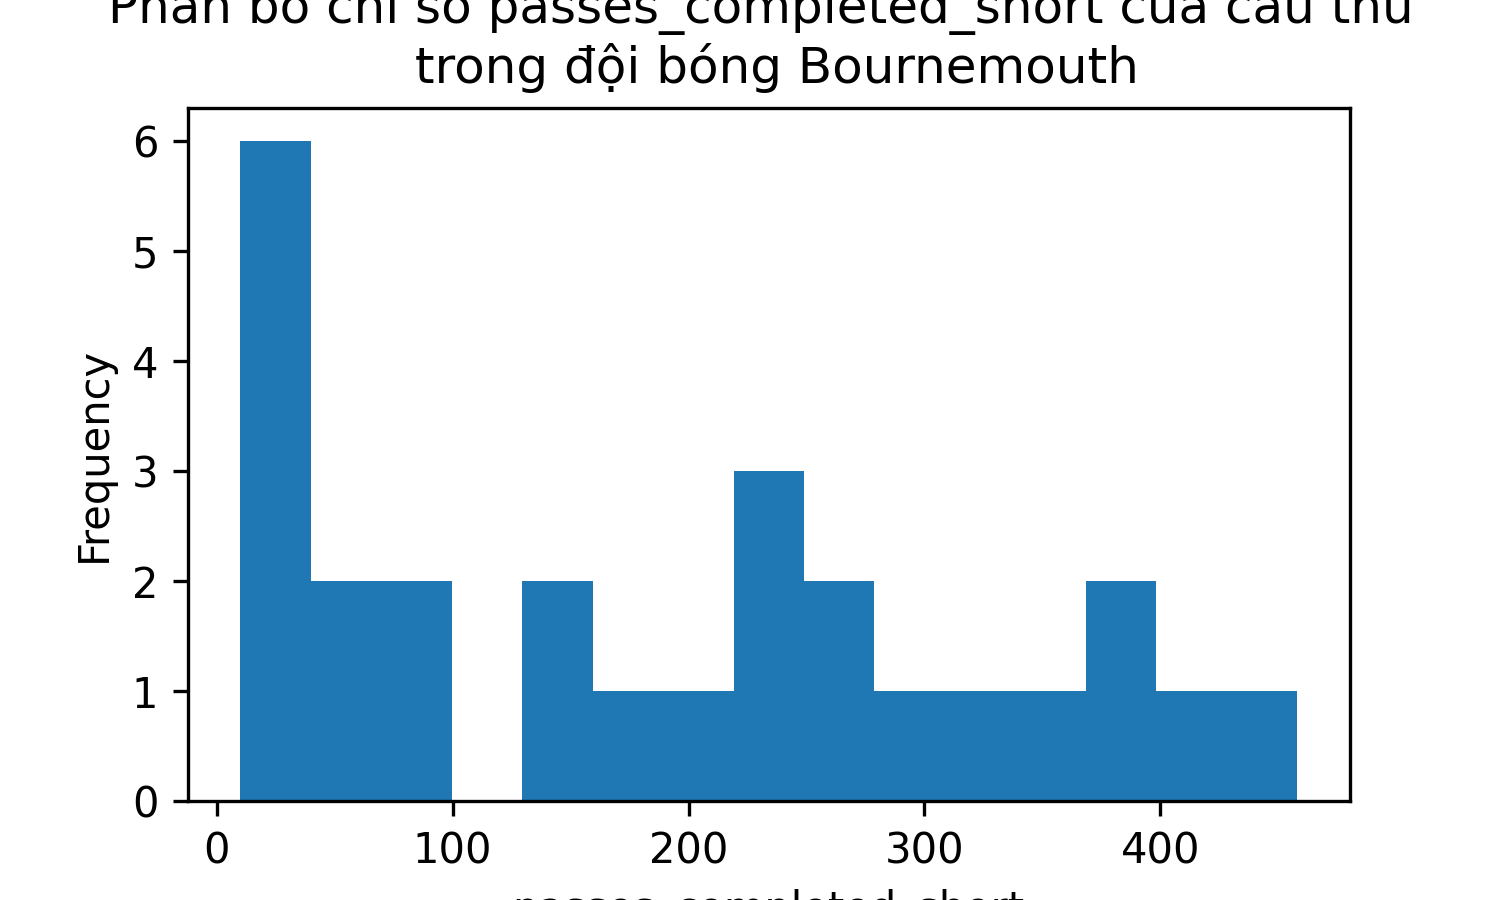 Phân bố chỉ số passes_completed_short của cầu thủ
trong đội bóng Bournemouth
6
5
4
3
2
1
0
Frequency
0 100 200 300 400
passes_completed_short